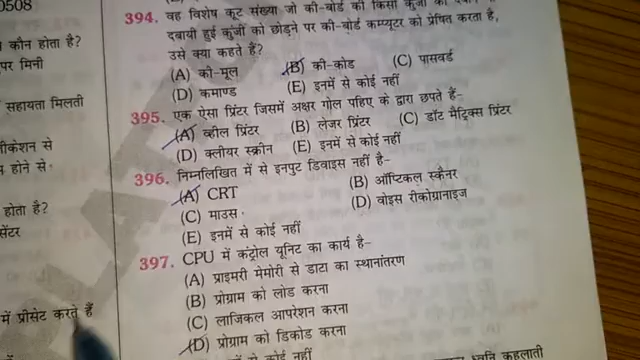 0508
कौन होता है?
पर मिनी
सहायता मिलती
होने से
होता है?
सेंटर
में प्रीसेट करते हैं
394. वह विशेष कूट संख्या जो की-बोर्ड की किसी कुंजी को
दबायी हुई कुंजी को छोड़ने पर की-बोर्ड कम्प्यूटर को प्रेषित करता है,
उसे क्या कहते हैं?
(A) की-मूल (B) की-कोड (C) पासवर्ड
(D) कमाण्ड (E) इनमें से कोई नहीं
395. एक ऐसा प्रिंटर जिसमें अक्षर गोल पहिए के द्वारा छपते हैं-
(A) व्हील प्रिंटर (B) लेजर प्रिंटर (C) डॉट मैट्रिक्स प्रिंटर
(D) क्लीयर स्क्रीन (E) इनमें से कोई नहीं
396. निम्नलिखित में से इनपुट डिवाइस नहीं है-
(A) CRT (B) ऑप्टिकल स्कैनर
(C) माउस (D) वोइस रीकोग्रानाइज
(E) इनमें से कोई नहीं
397. CPU में कंट्रोल यूनिट का कार्य है-
(A) प्राइमरी मेमोरी से डाटा का स्थानांतरण
(B) प्रोग्राम को लोड करना
(C) लाजिकल आपरेशन करना
(D) प्रोग्राम को डिकोड करना
से कोई नहीं
ध्वनि कहलाती